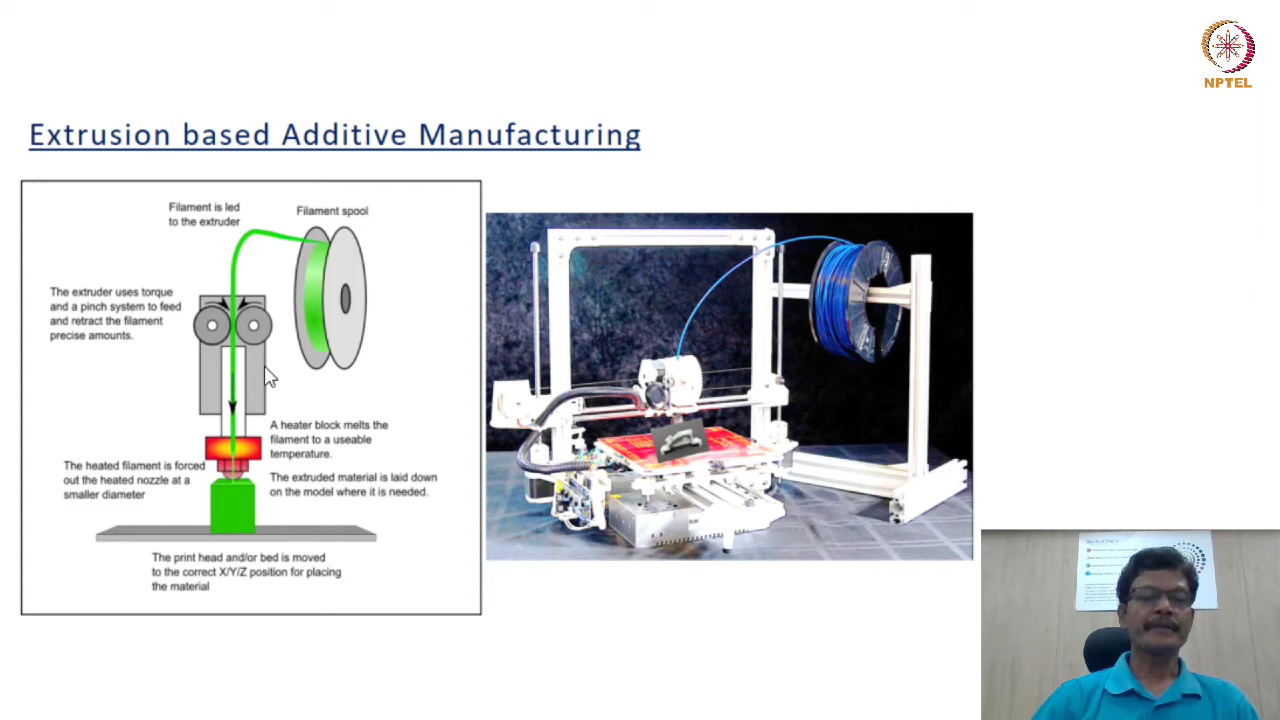 NPTEL
Extrusion based Additive Manufacturing
Filament is led
to the extruder
Filament spool
The extruder uses torque
and a pinch system to feed
and retract the filament
precise amounts.
A heater block melts the
filament to a useable
temperature.
The heated filament is forced
out the heated nozzle at a
smaller diameter
The extruded material is laid down
on the model where it is needed.
The print head and/or bed is moved
to the correct X/Y/Z position for placing
the material